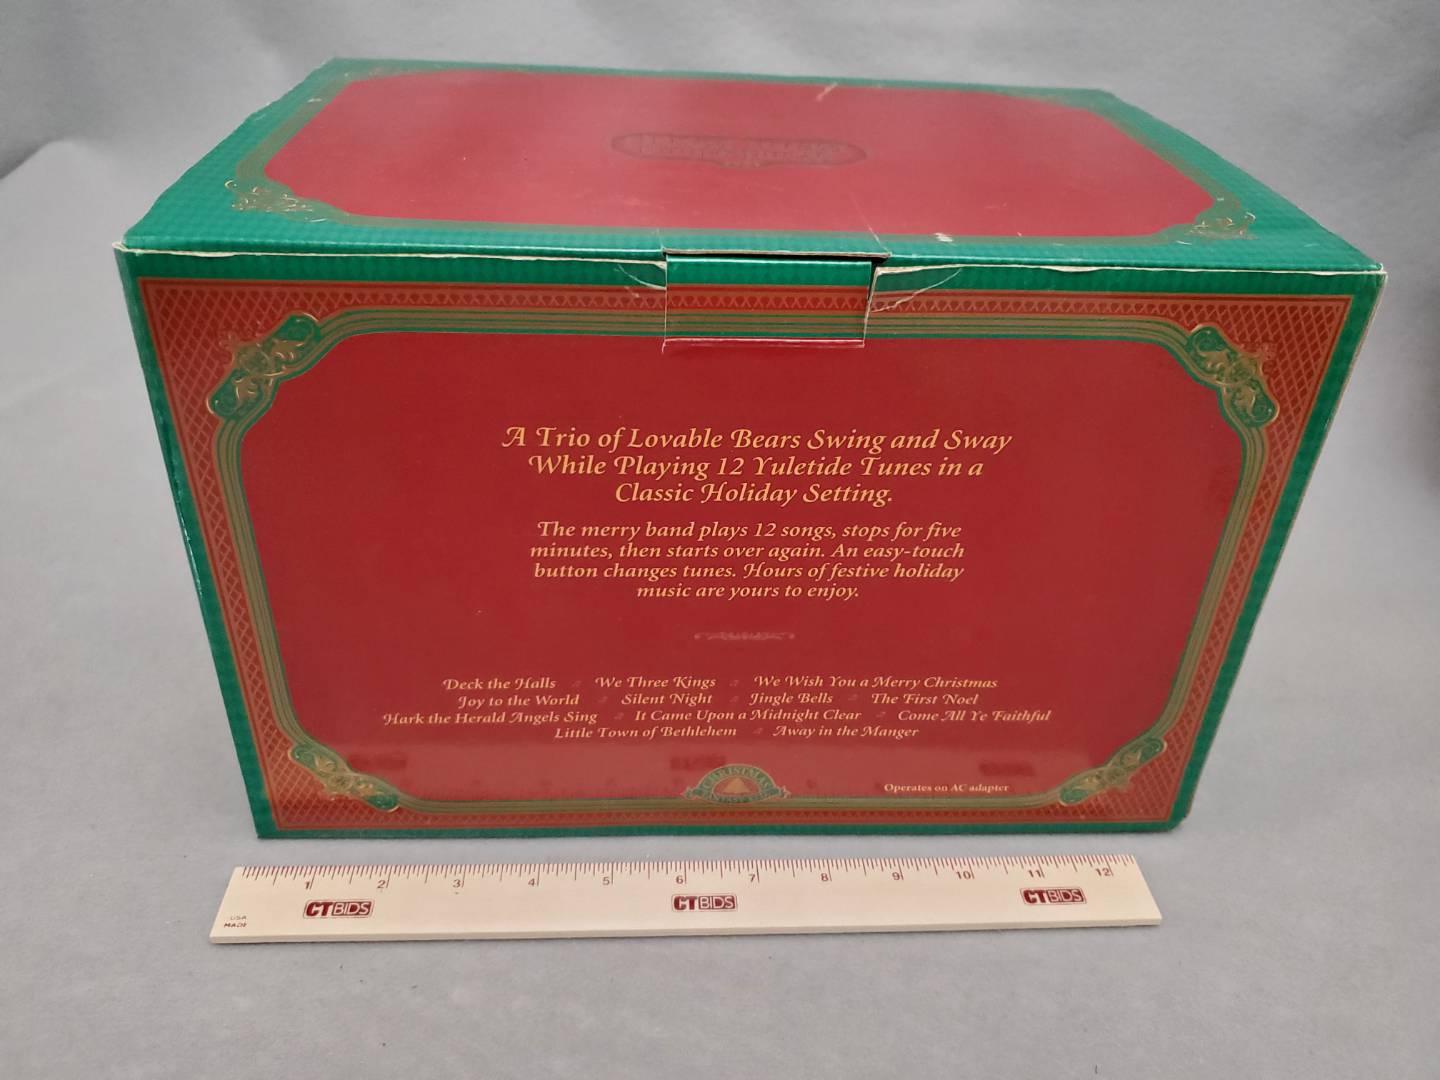 A Trio of Lovable Bears Swing and Sway
While Playing 12 Yuletide Tunes in a
Classic Holiday Setting.
The merry band plays 12 songs, stops for five
minutes, then starts over again. An easy-touch
button changes tunes. Hours of festive holiday
music are yours to enjoy.
Deck the Halls We Three Kings We Wish You a Merry Christmas
Joy to the World Silent Night Jingle Bells The First Noel
Hark the Herald Angels Sing It Came Upon a Midnight Clear Come All Ye Faithful
Little Town of Bethlehem Away in the Manger
CHRISTMAS
Operates on AC adapter
1 2 3 4 5 6 7 8 9 10 11 12
CTBIDS CTBIDS CTBIDS
USA
MADE